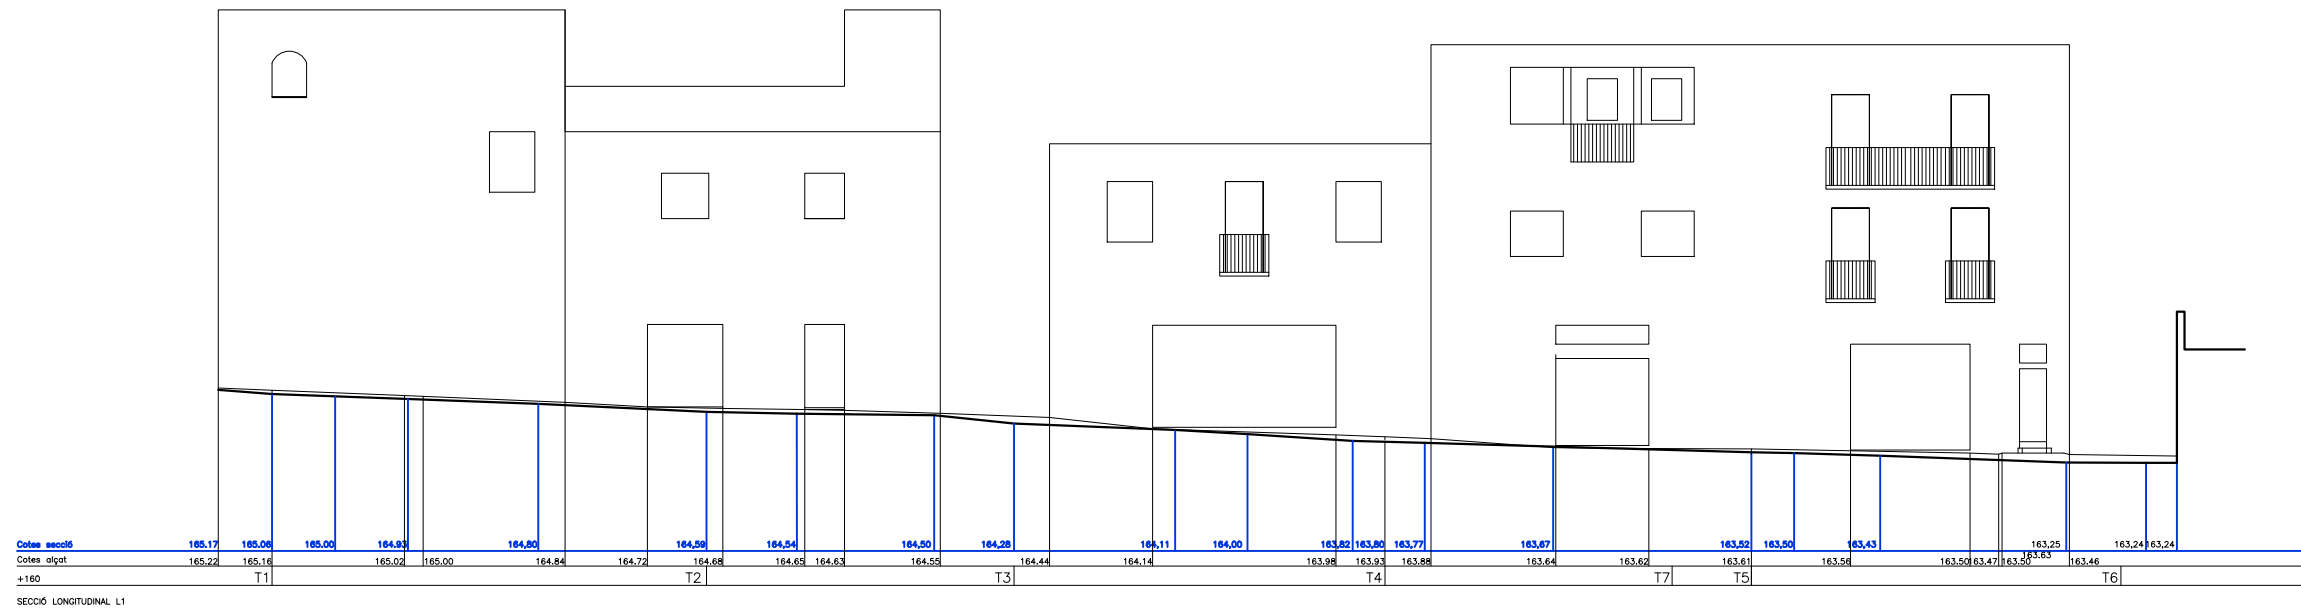 Cotes secció 165.17 165.06 165.00 164.93 164,80 164,59 164,54 164,50 164,28 164,11 164,00 163,82 163,80 163,77 163,67 163,52 163,50 163,43 163,25 163,24 163,24
Cotes alçat 165.22 165.16 165.02 165.00 164.84 164.72 164.68 164.65 164.63 164.55 164.44 164.14 163.98 163.93 163.88 163.64 163.62 163.61 163.56 163.50 163.47 163.50 163.63 163.46
+160 T1 T2 T3 T4 T7 T5 T6
SECCIÓ LONGITUDINAL L1